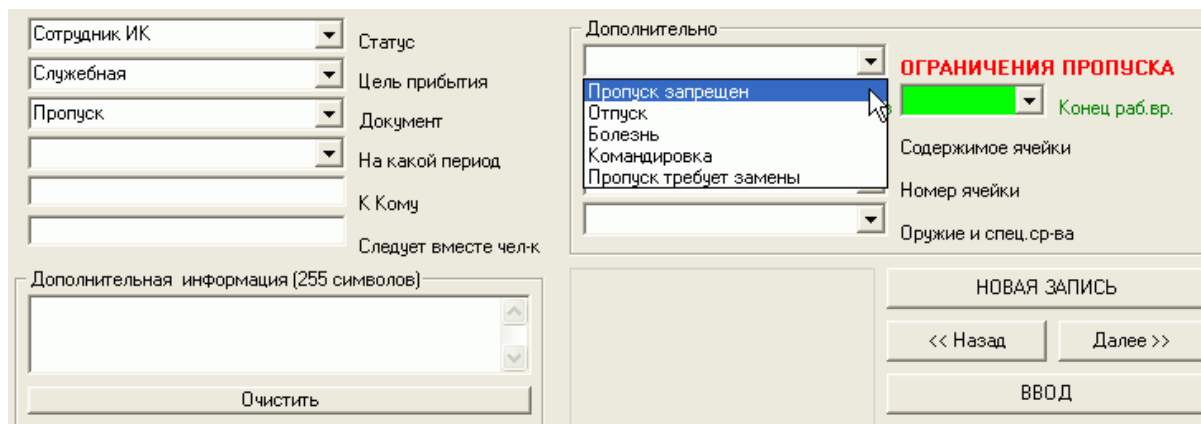 Сотрудник ИК
Статус
Служебная
Цель прибытия
Пропуск
Документ
На какой период
К Кому
Следует вместе чел-к
Дополнительная информация (255 символов)
Очистить
Дополнительно
ОГРАНИЧЕНИЯ ПРОПУСКА
Пропуск запрещен
Отпуск
Болезнь
Командировка
Пропуск требует замены
Конец раб.вр.
Содержимое ячейки
Номер ячейки
Оружие и спец.ср-ва
НОВАЯ ЗАПИСЬ
<< Назад
Далее >>
ВВОД